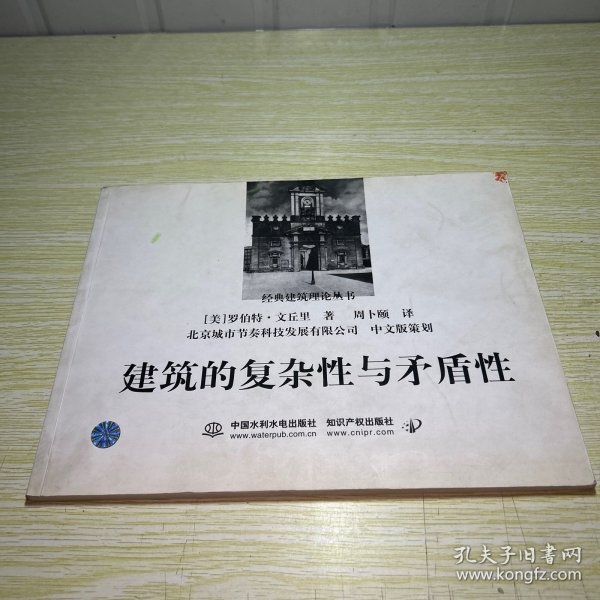 经典建筑理论丛书
[美]罗伯特·文丘里 著 周卜颐 译
北京城市节奏科技发展有限公司 中文版策划
建筑的复杂性与矛盾性
中国水利水电出版社 知识产权出版社
www.waterpub.com.cn www.cnipr.com
孔夫子旧书网
www.kongfz.com